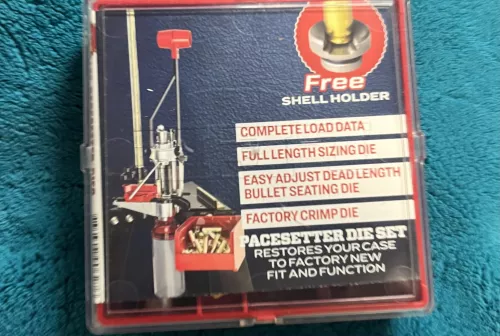 Free
SHELL HOLDER
COMPLETE LOAD DATA
FULL LENGTH SIZING DIE
EASY ADJUST DEAD LENGTH
BULLET SEATING DIE
FACTORY CRIMP DIE
PACESETTER DIE SET
RESTORES YOUR CASE
TO FACTORY NEW
FIT AND FUNCTION